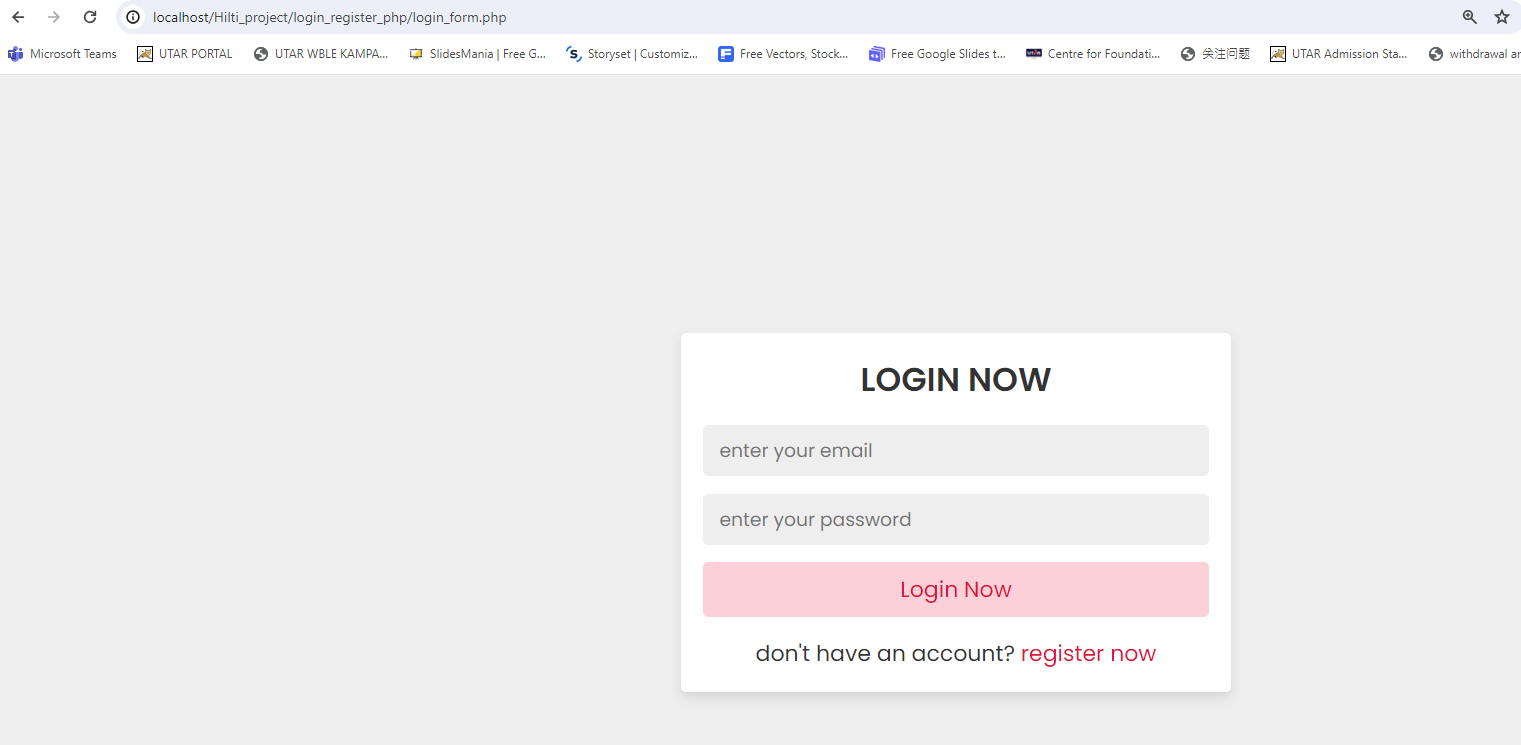 localhost/Hilti_project/login_register_php/login_form.php
Microsoft Teams UTAR PORTAL UTAR WBLE KAMPA... SlidesMania | Free G... Storyset | Customiz... Free Vectors, Stock... Free Google Slides t... Centre for Foundati... 关注问题 UTAR Admission Sta... withdrawal an
LOGIN NOW
enter your email
enter your password
Login Now
don't have an account? register now